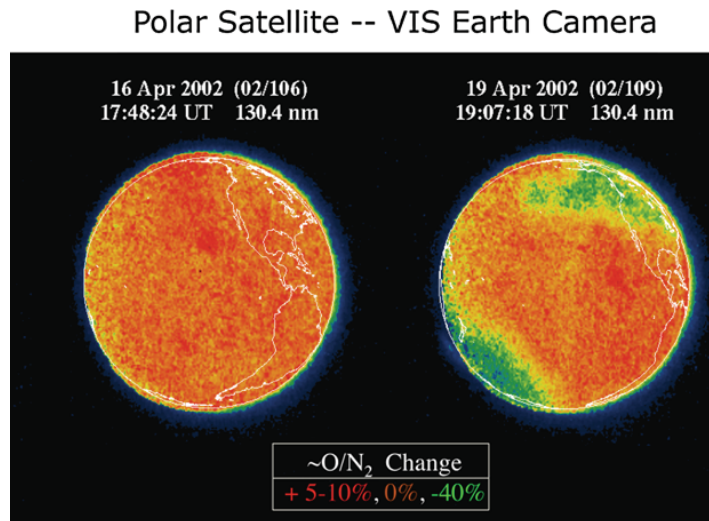 Polar Satellite -- VIS Earth Camera
16 Apr 2002 (02/106)
17:48:24 UT 130.4 nm
19 Apr 2002 (02/109)
19:07:18 UT 130.4 nm
~O/N₂ Change
+ 5-10%, 0%, -40%